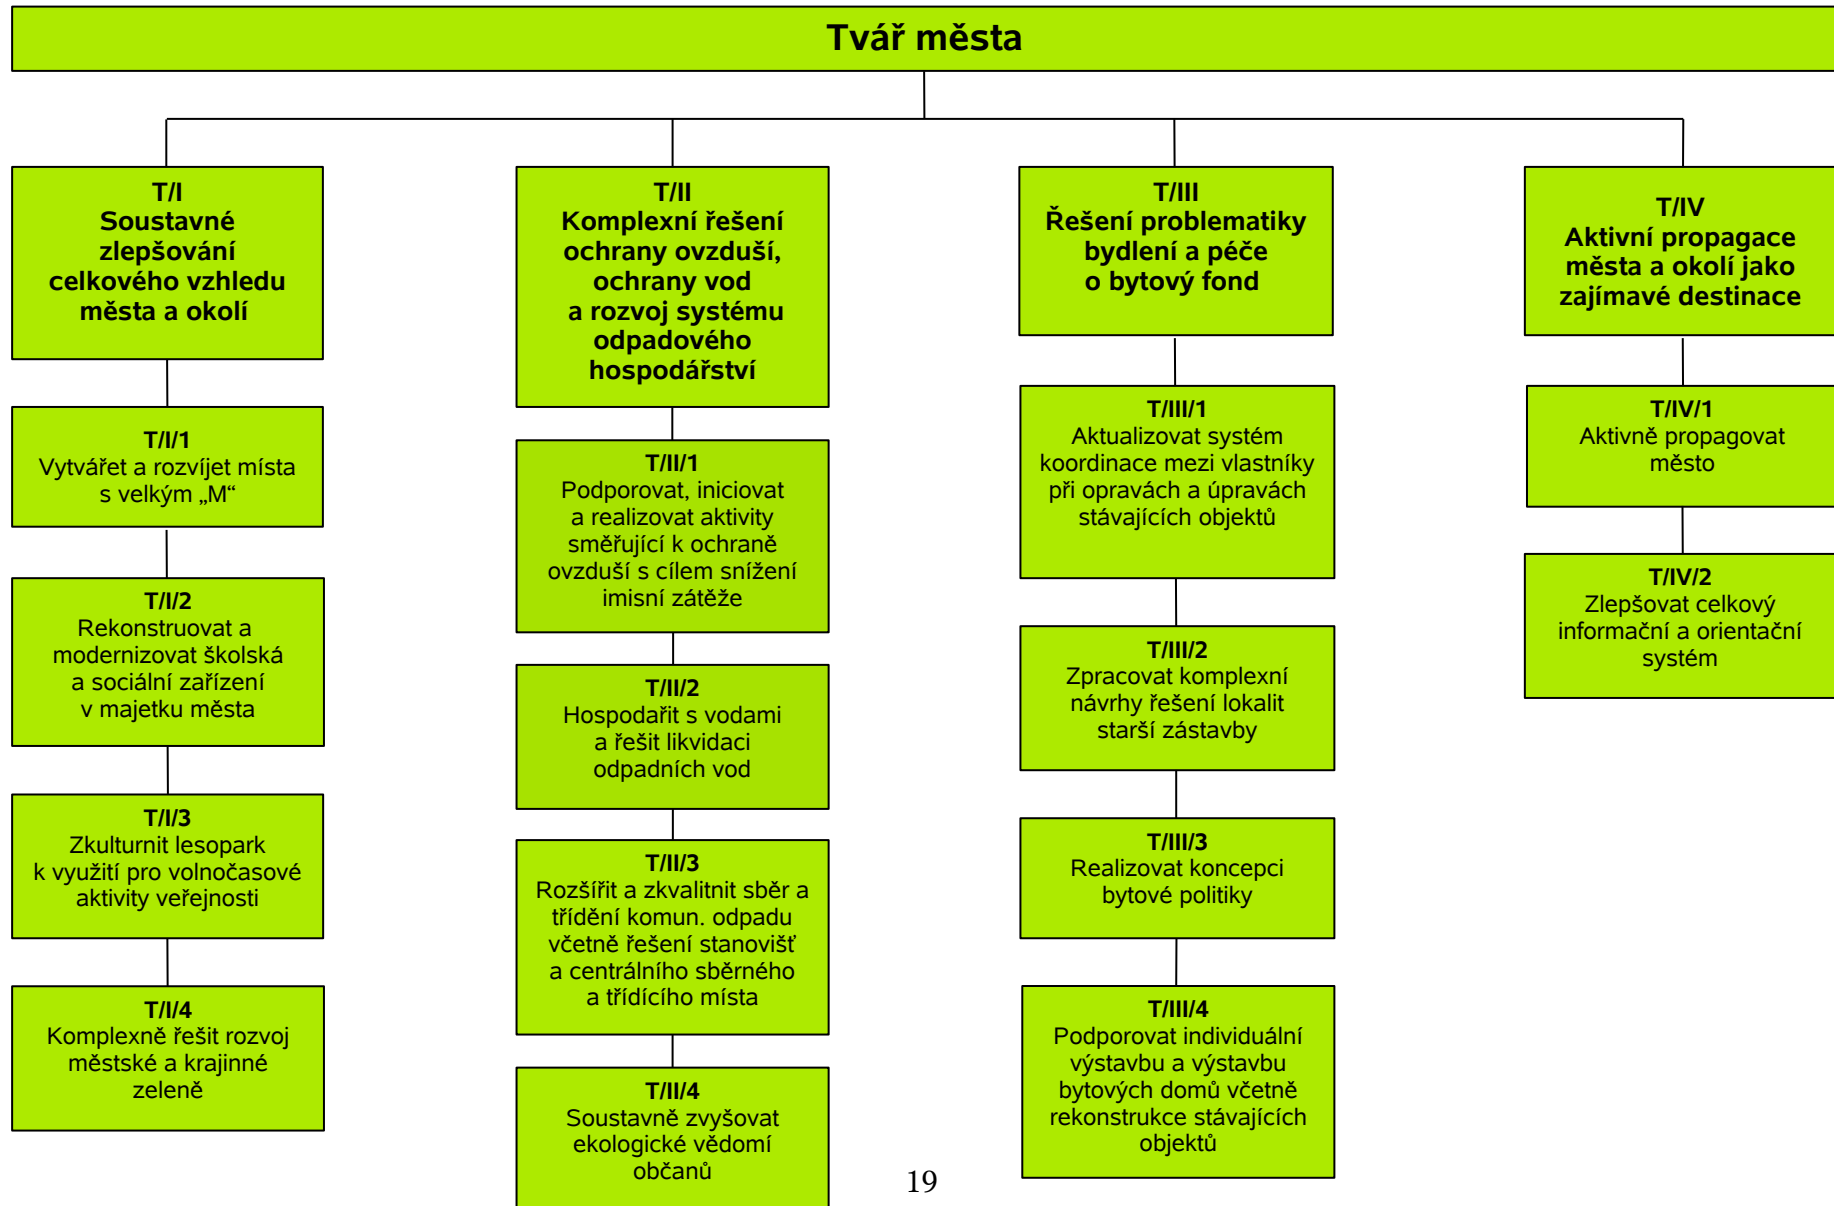 Tvář města
T/I
Soustavné
zlepšování
celkového vzhledu
města a okolí
T/I/1
Vytvářet a rozvíjet místa
s velkým „M“
T/I/2
Rekonstruovat a
modernizovat školská
a sociální zařízení
v majetku města
T/I/3
Zkulturnit lesopark
k využití pro volnočasové
aktivity veřejnosti
T/I/4
Komplexně řešit rozvoj
městské a krajinné
zeleně
T/II
Komplexní řešení
ochrany ovzduší,
ochrany vod
a rozvoj systému
odpadového
hospodářství
T/II/1
Podporovat, iniciovat
a realizovat aktivity
směřující k ochraně
ovzduší s cílem snížení
imisní zátěže
T/II/2
Hospodařit s vodami
a řešit likvidaci
odpadních vod
T/II/3
Rozšířit a zkvalitnit sběr a
třídění komun. odpadu
včetně řešení stanovišť
a centrálního sběrného
a třídícího místa
T/II/4
Soustavně zvyšovat
ekologické vědomí
občanů
T/III
Řešení problematiky
bydlení a péče
o bytový fond
T/III/1
Aktualizovat systém
koordinace mezi vlastníky
při opravách a úpravách
stávajících objektů
T/III/2
Zpracovat komplexní
návrhy řešení lokalit
starší zástavby
T/III/3
Realizovat koncepci
bytové politiky
T/III/4
Podporovat individuální
výstavbu a výstavbu
bytových domů včetně
rekonstrukce stávajících
objektů
T/IV
Aktivní propagace
města a okolí jako
zajímavé destinace
T/IV/1
Aktivně propagovat
město
T/IV/2
Zlepšovat celkový
informační a orientační
systém
19